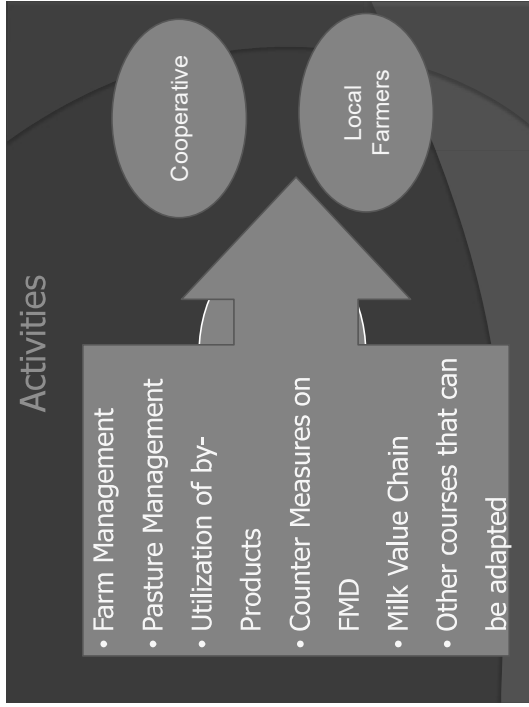 Activities
• Farm Management
• Pasture Management
• Utilization of by-
Products
• Counter Measures on
FMD
• Milk Value Chain
• Other courses that can
be adapted
Cooperative
Local
Farmers